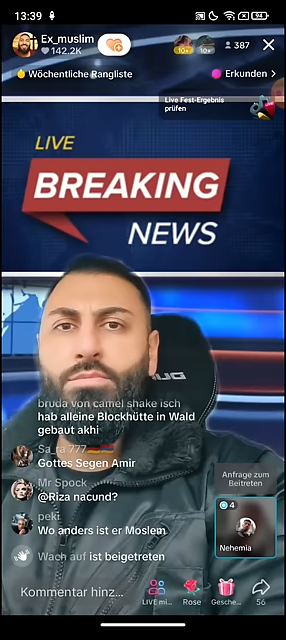 13:39
94
Ex_muslim
142.2K
10+
10+
387
Wöchentliche Rangliste
Erkunden >
Live Fest-Ergebnis
prüfen
LIVE
BREAKING
NEWS
bruda von camel shake isch
hab alleine Blockhütte in Wald
gebaut akhi
Sa_ra 777
Gottes Segen Amir
Mr Spock
@Riza nacund?
peki
Wo anders ist er Moslem
Wach auf ist beigetreten
Anfrage zum
Beitreten
4
Nehemia
Kommentar hinz...
LIVE mi...
Rose
Gesche...
56